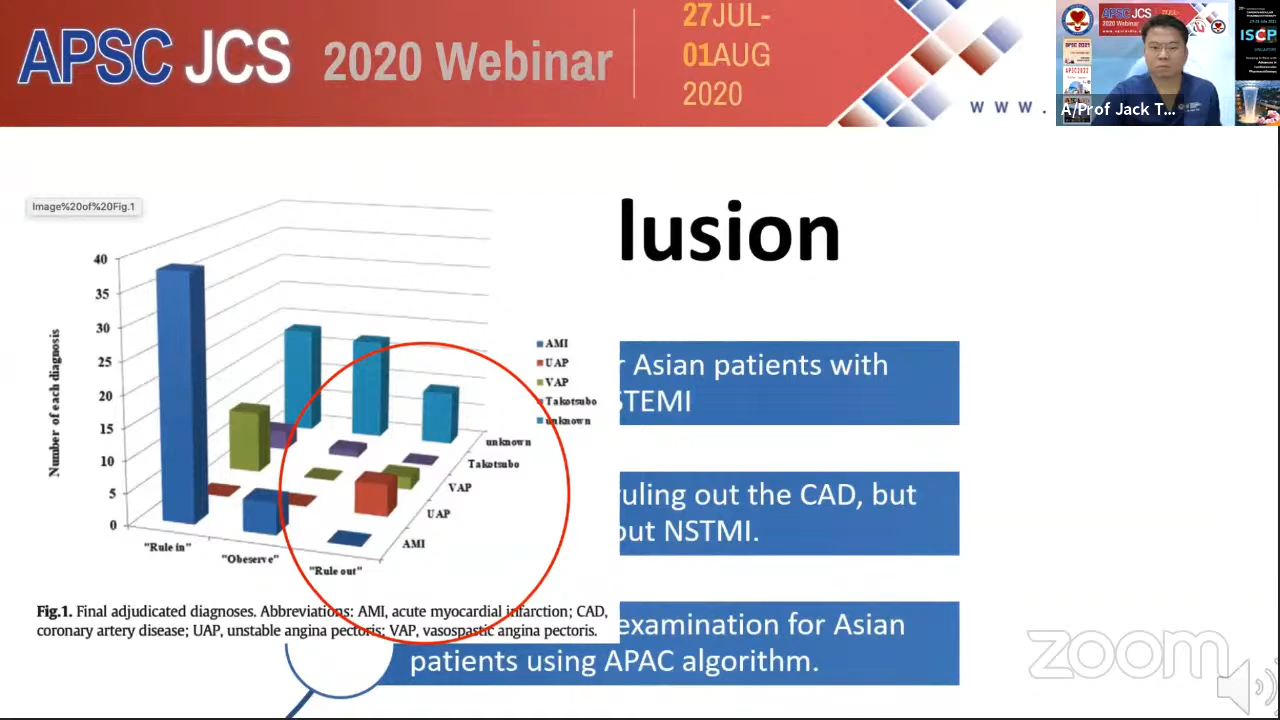 APSC JCS 2020 Webinar
27JUL-
01AUG
2020
www.
ISCP
A/Prof Jack T...
Image%20of%20Fig.1
lusion
40
35
30
25
20
15
10
5
0
Number of each diagnosis
"Rule in"
"Obeserve"
"Rule out"
AMI
UAP
VAP
Takotsubo
unknown
AMI
UAP
VAP
Takotsubo
unknown
Asian patients with
STEMI
ruling out the CAD, but
out NSTMI.
examination for Asian
patients using APAC algorithm.
Fig.1. Final adjudicated diagnoses. Abbreviations: AMI, acute myocardial infarction; CAD,
coronary artery disease; UAP, unstable angina pectoris; VAP, vasospastic angina pectoris.
zoom